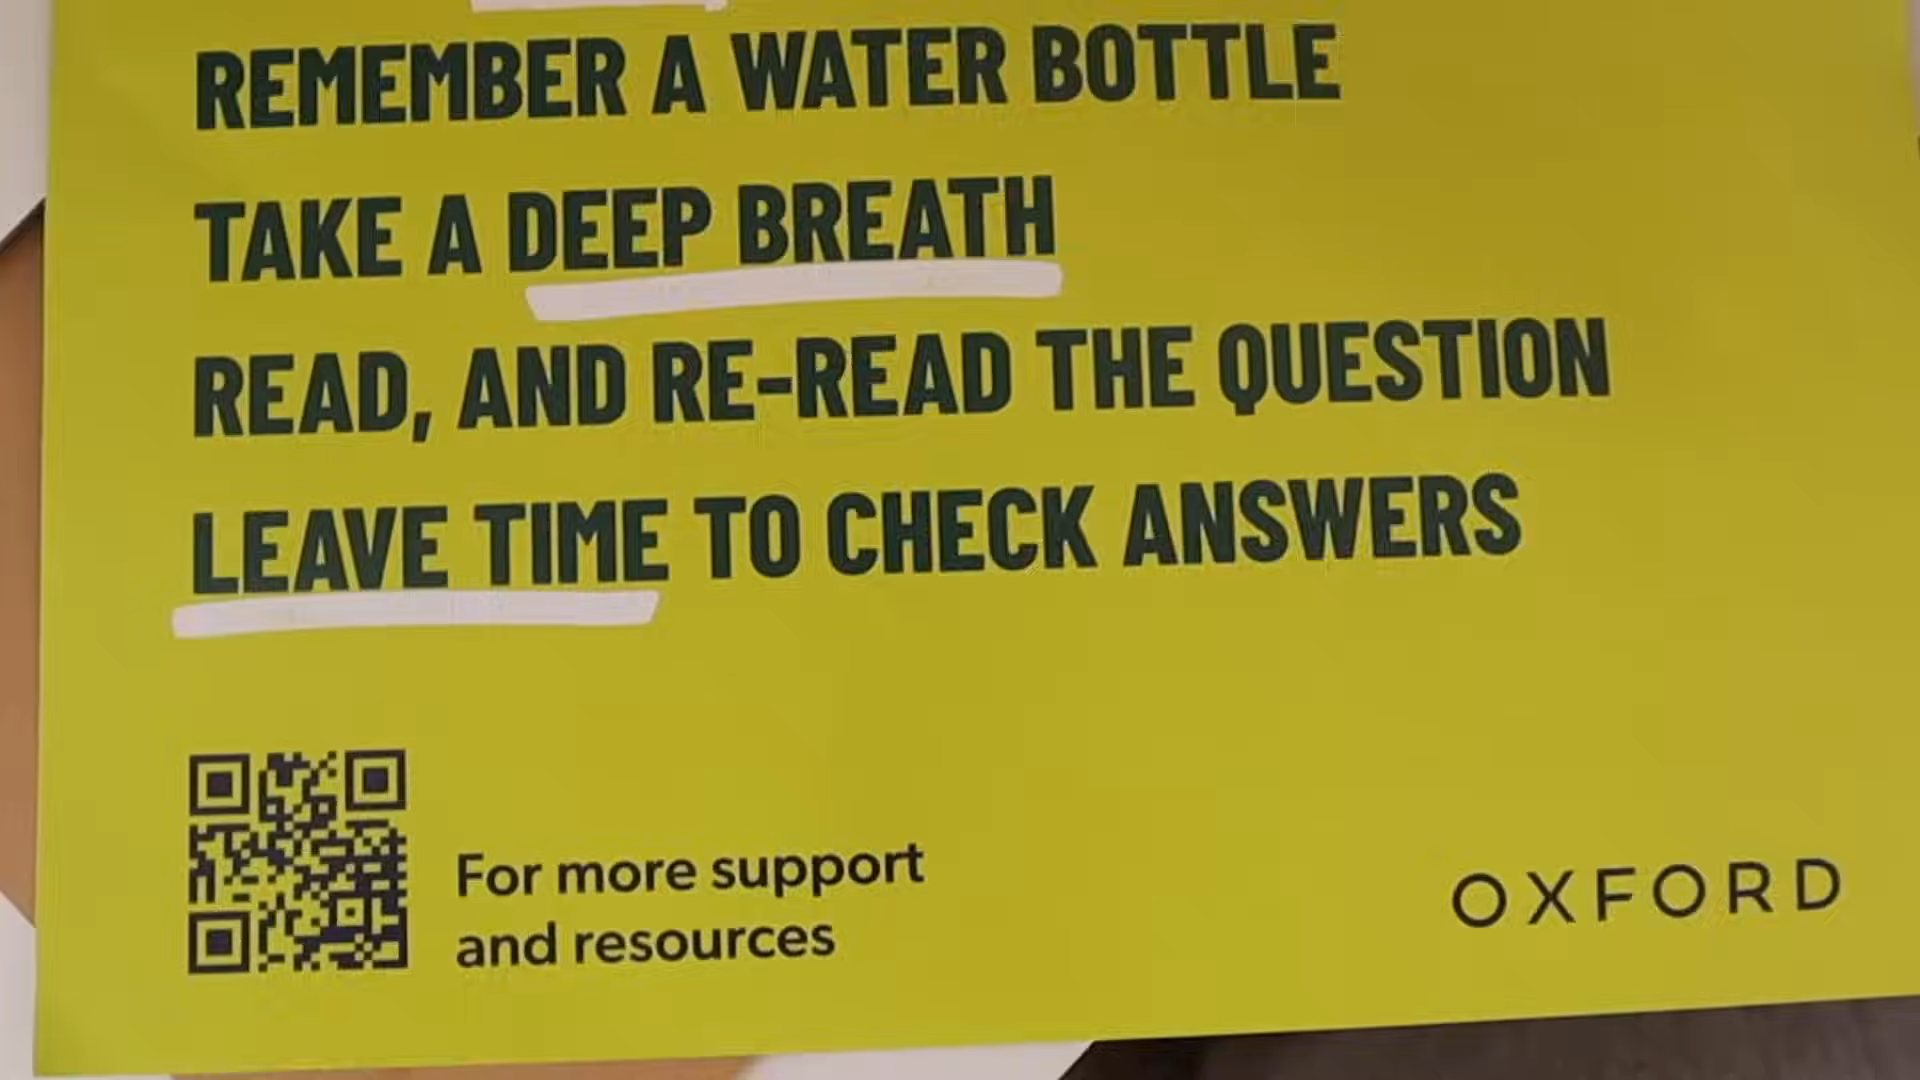 REMEMBER A WATER BOTTLE
TAKE A DEEP BREATH
READ, AND RE-READ THE QUESTION
LEAVE TIME TO CHECK ANSWERS
For more support
and resources
OXFORD